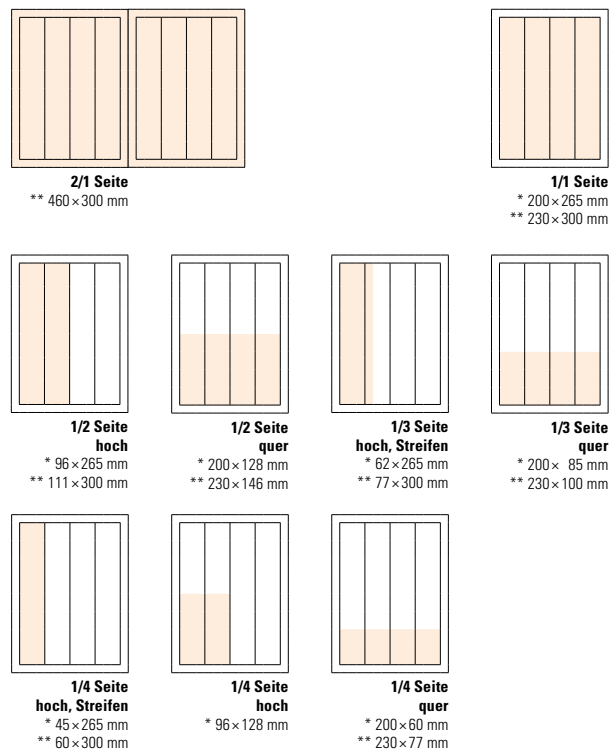 2/1 Seite
** 460 × 300 mm
1/1 Seite
* 200 × 265 mm
** 230 × 300 mm
1/2 Seite
hoch
* 96 × 265 mm
** 111 × 300 mm
1/2 Seite
quer
* 200 × 128 mm
** 230 × 146 mm
1/3 Seite
hoch, Streifen
* 62 × 265 mm
** 77 × 300 mm
1/3 Seite
quer
* 200 × 85 mm
** 230 × 100 mm
1/4 Seite
hoch, Streifen
* 45 × 265 mm
** 60 × 300 mm
1/4 Seite
hoch
* 96 × 128 mm
1/4 Seite
quer
* 200 × 60 mm
** 230 × 77 mm